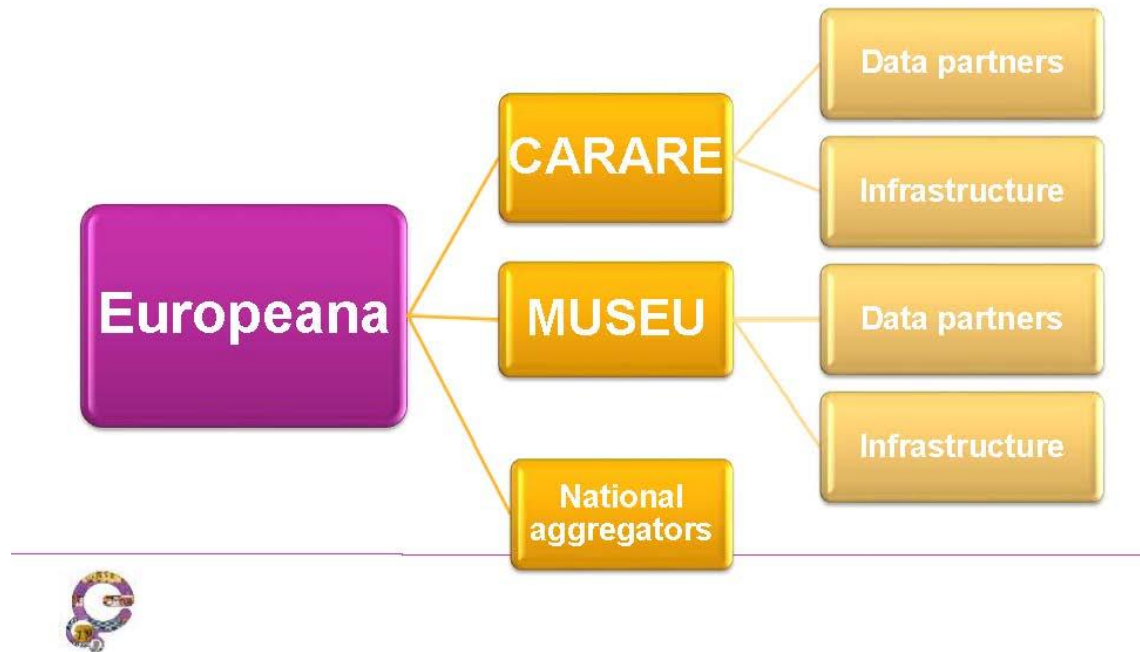 Europeana
CARARE
MUSEU
National
aggregators
Data partners
Infrastructure
Data partners
Infrastructure